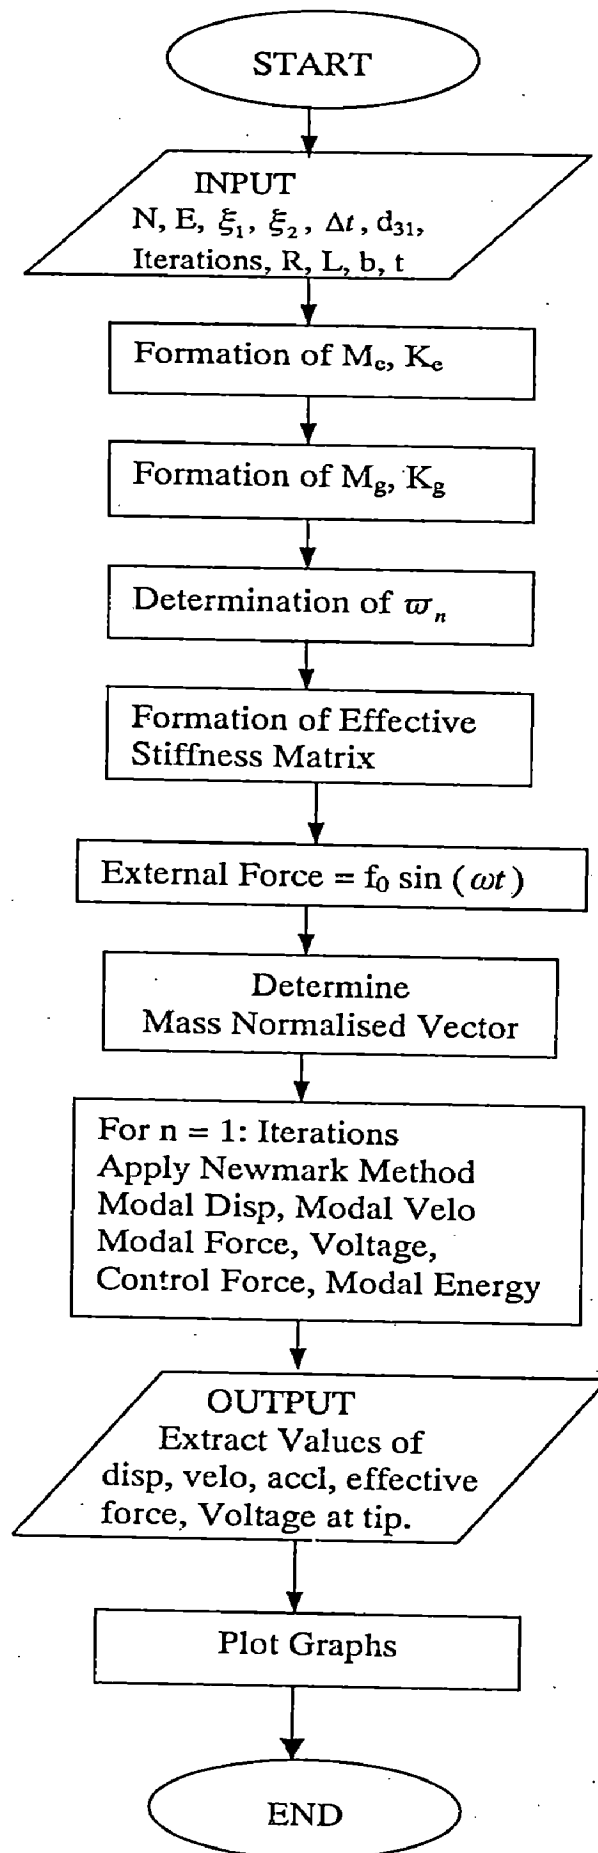 START
INPUT
N, E, ξ₁, ξ₂, Δt, d₃₁,
Iterations, R, L, b, t
Formation of Mₑ, Kₑ
Formation of M_g, K_g
Determination of ϖₙ
Formation of Effective
Stiffness Matrix
External Force = f₀ sin (ωt)
Determine
Mass Normalised Vector
For n = 1: Iterations
Apply Newmark Method
Modal Disp, Modal Velo
Modal Force, Voltage,
Control Force, Modal Energy
OUTPUT
Extract Values of
disp, velo, accl, effective
force, Voltage at tip.
Plot Graphs
END